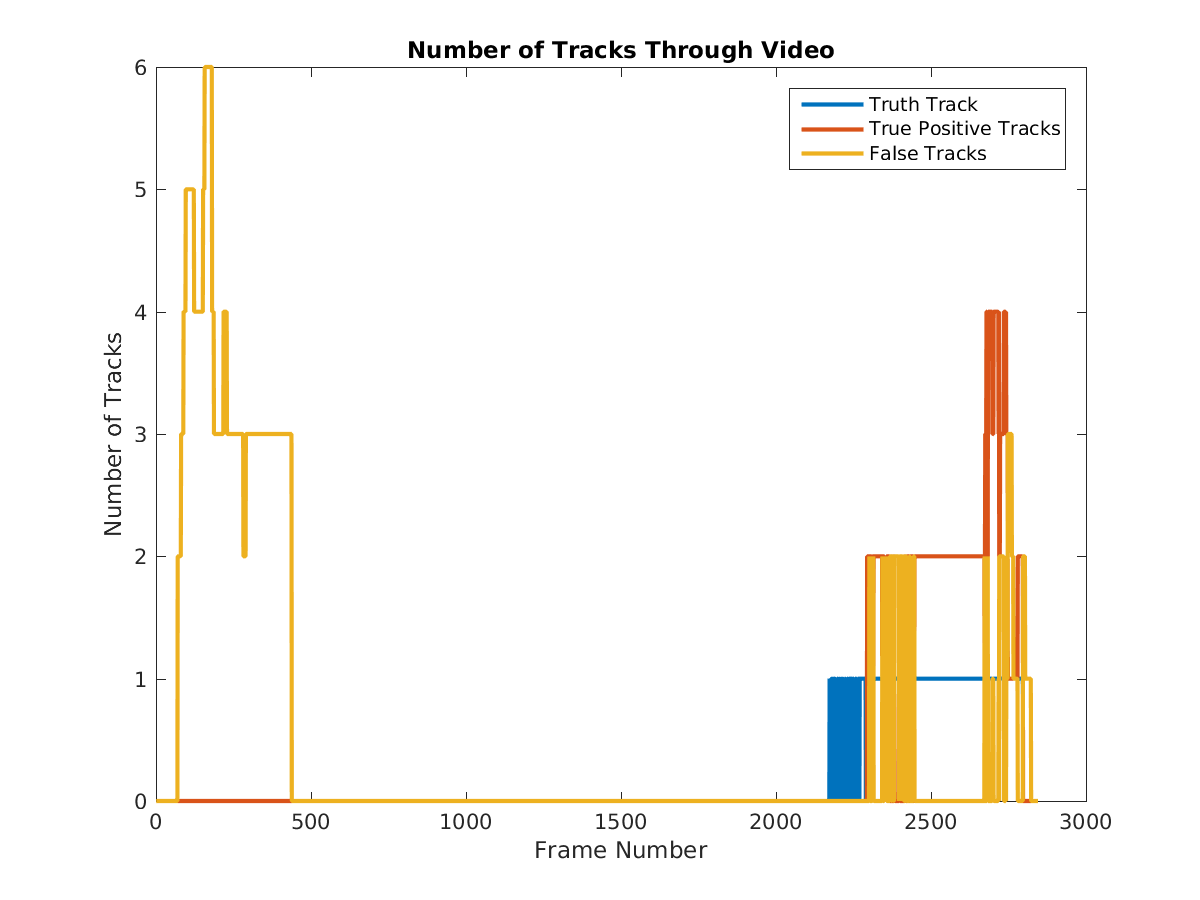 Number of Tracks Through Video
Truth Track
True Positive Tracks
False Tracks
6
5
4
3
2
1
0
Number of Tracks
0 500 1000 1500 2000 2500 3000
Frame Number